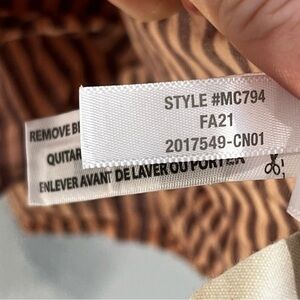 STYLE #MC794
FA21
2017549-CN01
REMOVE
QUITAR
ENLEVER AVANT DE LAVER OU PORTER